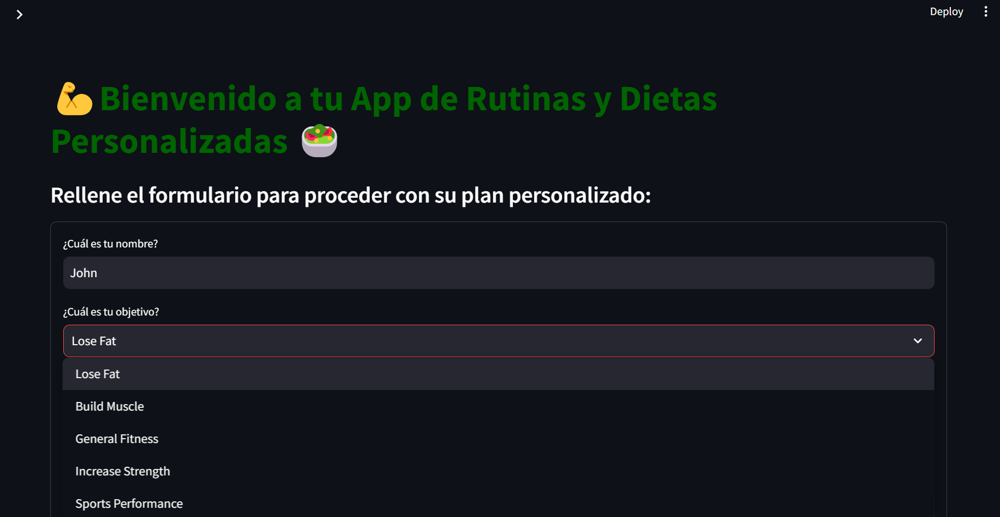 Deploy
💪 Bienvenido a tu App de Rutinas y Dietas
Personalizadas 🥗
Rellene el formulario para proceder con su plan personalizado:
¿Cuál es tu nombre?
John
¿Cuál es tu objetivo?
Lose Fat
Lose Fat
Build Muscle
General Fitness
Increase Strength
Sports Performance